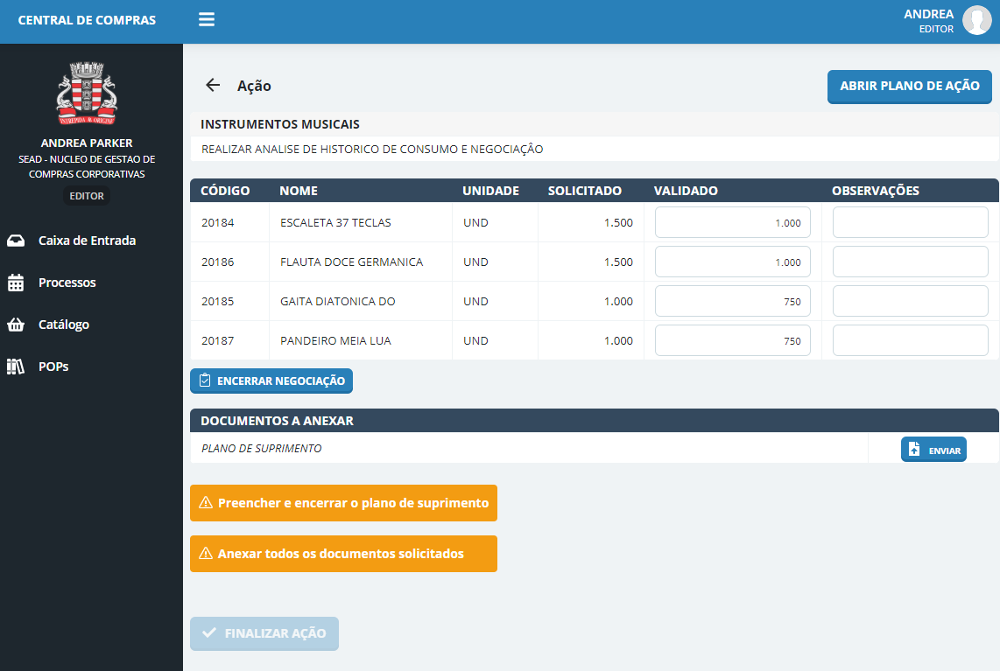 CENTRAL DE COMPRAS
ANDREA
EDITOR
INTREPIDA AB ORIGINE
ANDREA PARKER
SEAD - NUCLEO DE GESTAO DE
COMPRAS CORPORATIVAS
EDITOR
Caixa de Entrada
Processos
Catálogo
POPs
Ação
ABRIR PLANO DE AÇÃO
INSTRUMENTOS MUSICAIS
REALIZAR ANALISE DE HISTORICO DE CONSUMO E NEGOCIAÇÂO
CÓDIGO NOME UNIDADE SOLICITADO VALIDADO OBSERVAÇÕES
20184 ESCALETA 37 TECLAS UND 1.500 1.000
20186 FLAUTA DOCE GERMANICA UND 1.500 1.000
20185 GAITA DIATONICA DO UND 1.000 750
20187 PANDEIRO MEIA LUA UND 1.000 750
ENCERRAR NEGOCIAÇÃO
DOCUMENTOS A ANEXAR
PLANO DE SUPRIMENTO ENVIAR
Preencher e encerrar o plano de suprimento
Anexar todos os documentos solicitados
FINALIZAR AÇÃO